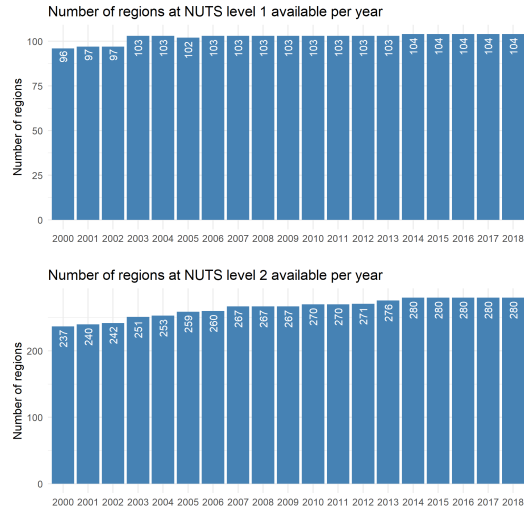 Number of regions at NUTS level 1 available per year
Number of regions
100
75
50
25
0
96 97 97 103 103 102 103 103 103 103 103 103 103 103 104 104 104 104 104
2000 2001 2002 2003 2004 2005 2006 2007 2008 2009 2010 2011 2012 2013 2014 2015 2016 2017 2018
Number of regions at NUTS level 2 available per year
Number of regions
200
100
0
237 240 242 251 253 259 260 267 267 267 270 270 271 276 280 280 280 280 280
2000 2001 2002 2003 2004 2005 2006 2007 2008 2009 2010 2011 2012 2013 2014 2015 2016 2017 2018